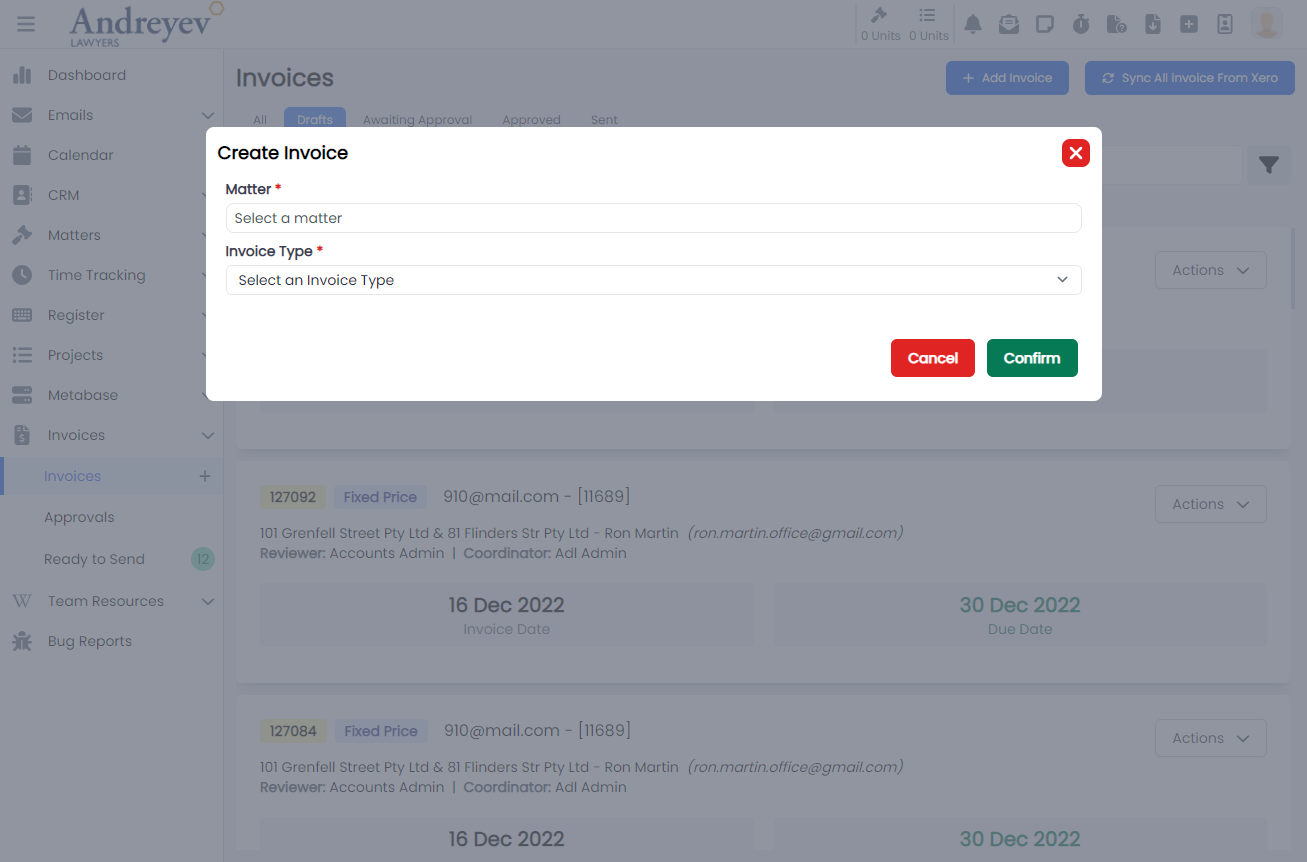 Andreyev
LAWYERS
0 Units
0 Units
Dashboard
Emails
Calendar
CRM
Matters
Time Tracking
Register
Projects
Metabase
Invoices
Invoices
Approvals
Ready to Send 12
Team Resources
Bug Reports
Invoices
Add Invoice
Sync All invoice From Xero
All Drafts Awaiting Approval Approved Sent
Create Invoice
Matter *
Select a matter
Invoice Type *
Select an Invoice Type
Cancel Confirm
Actions
127092 Fixed Price 910@mail.com - [11689]
Actions
101 Grenfell Street Pty Ltd & 81 Flinders Str Pty Ltd - Ron Martin (ron.martin.office@gmail.com)
Reviewer: Accounts Admin | Coordinator: Adl Admin
16 Dec 2022
Invoice Date
30 Dec 2022
Due Date
127084 Fixed Price 910@mail.com - [11689]
Actions
101 Grenfell Street Pty Ltd & 81 Flinders Str Pty Ltd - Ron Martin (ron.martin.office@gmail.com)
Reviewer: Accounts Admin | Coordinator: Adl Admin
16 Dec 2022
30 Dec 2022